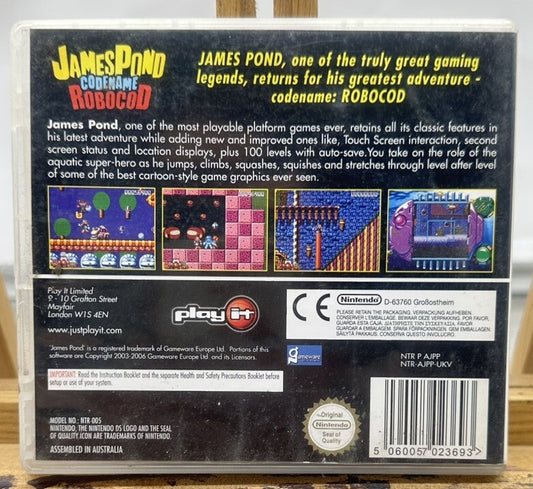 JAMES POND
CODENAME
ROBOCOD
JAMES POND, one of the truly great gaming
legends, returns for his greatest adventure -
codename: ROBOCOD
James Pond, one of the most playable platform games ever, retains all its classic features in
his latest adventure while adding new and improved ones like, Touch Screen interaction, second
screen status and location displays, plus 100 levels with auto-save.You take on the role of the
aquatic super-hero as he jumps, climbs, squashes, squishes and stretches through level after level
of some of the best cartoon-style game graphics ever seen.
Play It Limited
9 - 10 Grafton Street
Mayfair
London W1S 4EN
www.justplayit.com
play it
CE
Nintendo D-63760 Großostheim
PLEASE RETAIN THE PACKAGING. VERPACKUNG AUFHEBEN.
CONSERVER L'EMBALLAGE. BEWAAR DEZE VERPAKKING. POR FAVOR,
GUARDA ESTA CAJA. ΔΙΑΤΗΡΗΣΤΕ ΤΗΝ ΣΥΣΚΕΥΑΣΙΑ. FAVOR
GUARDAR A EMBALAGEM. SPARA FÖRPACKNINGEN. GEM EMBALLAGEN.
SÄILYTÄ PAKKAUS.
'James Pond' is a registered trademark of Gameware Europe Ltd. Portions of this
software are Copyright 2003-2006 Gameware Europe Ltd and its Licensors.
gameware
IMPORTANT: Read the Instruction Booklet and the separate Health and Safety Precautions Booklet before
setup or use of your system.
NTR P AJPP
NTR-AJPP-UKV
MODEL NO.: NTR-005
NINTENDO, THE NINTENDO DS LOGO AND THE SEAL
OF QUALITY ICON ARE TRADEMARKS OF NINTENDO.
ASSEMBLED IN AUSTRALIA
Original
Nintendo
Seal of
Quality
5 060057 023693 >